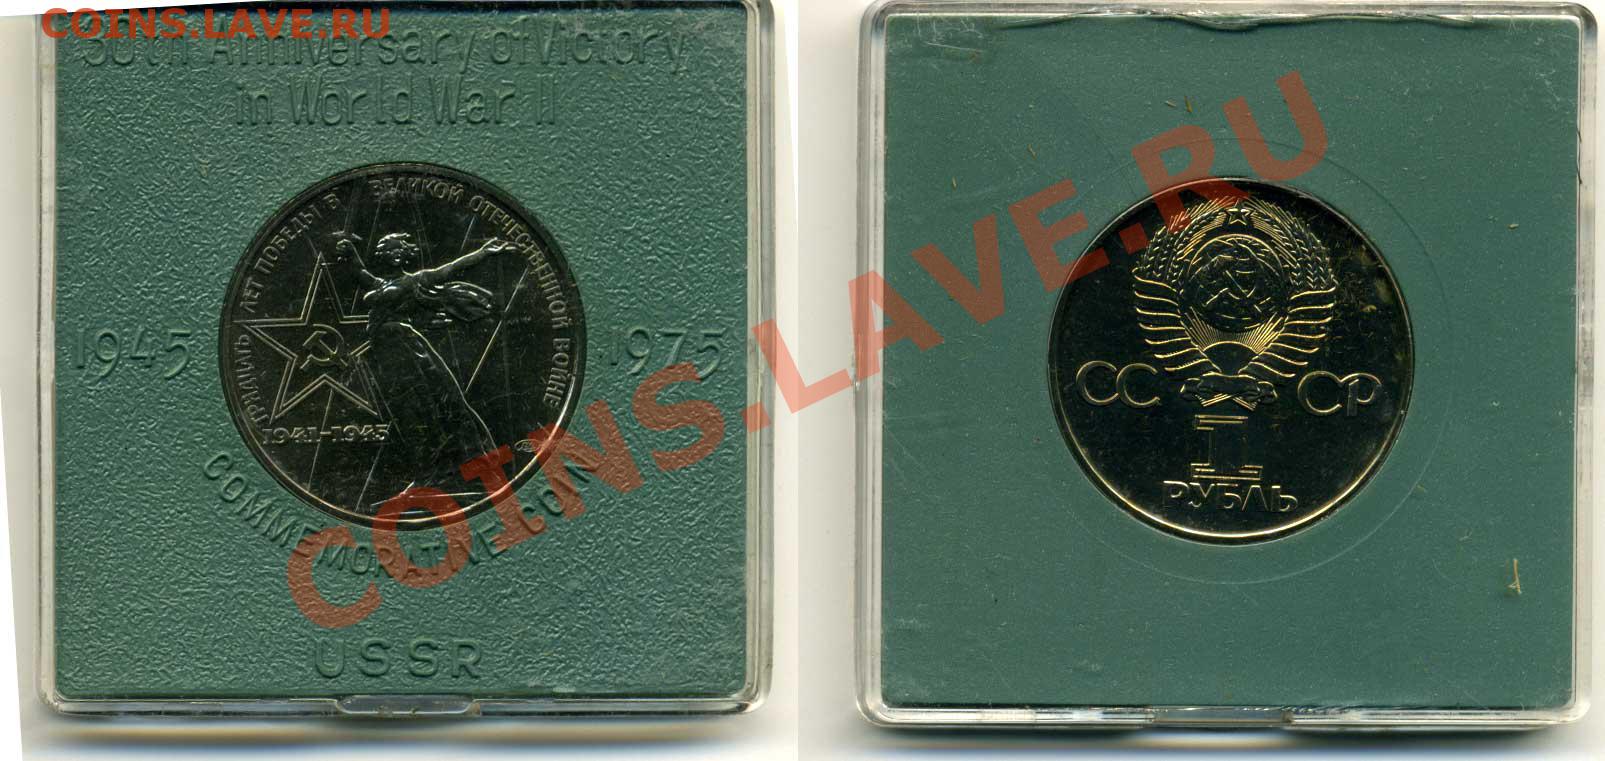 COINS.LAVE.RU
30th Anniversary of Victory
in World War II
ТРИДЦАТЬ ЛЕТ ПОБЕДЫ В ВЕЛИКОЙ ОТЕЧЕСТВЕННОЙ ВОЙНЕ
1941-1945
1945 1975
COMMEMORATIVE COIN
USSR
СС СР
1
РУБЛЬ
COINS.LAVE.RU